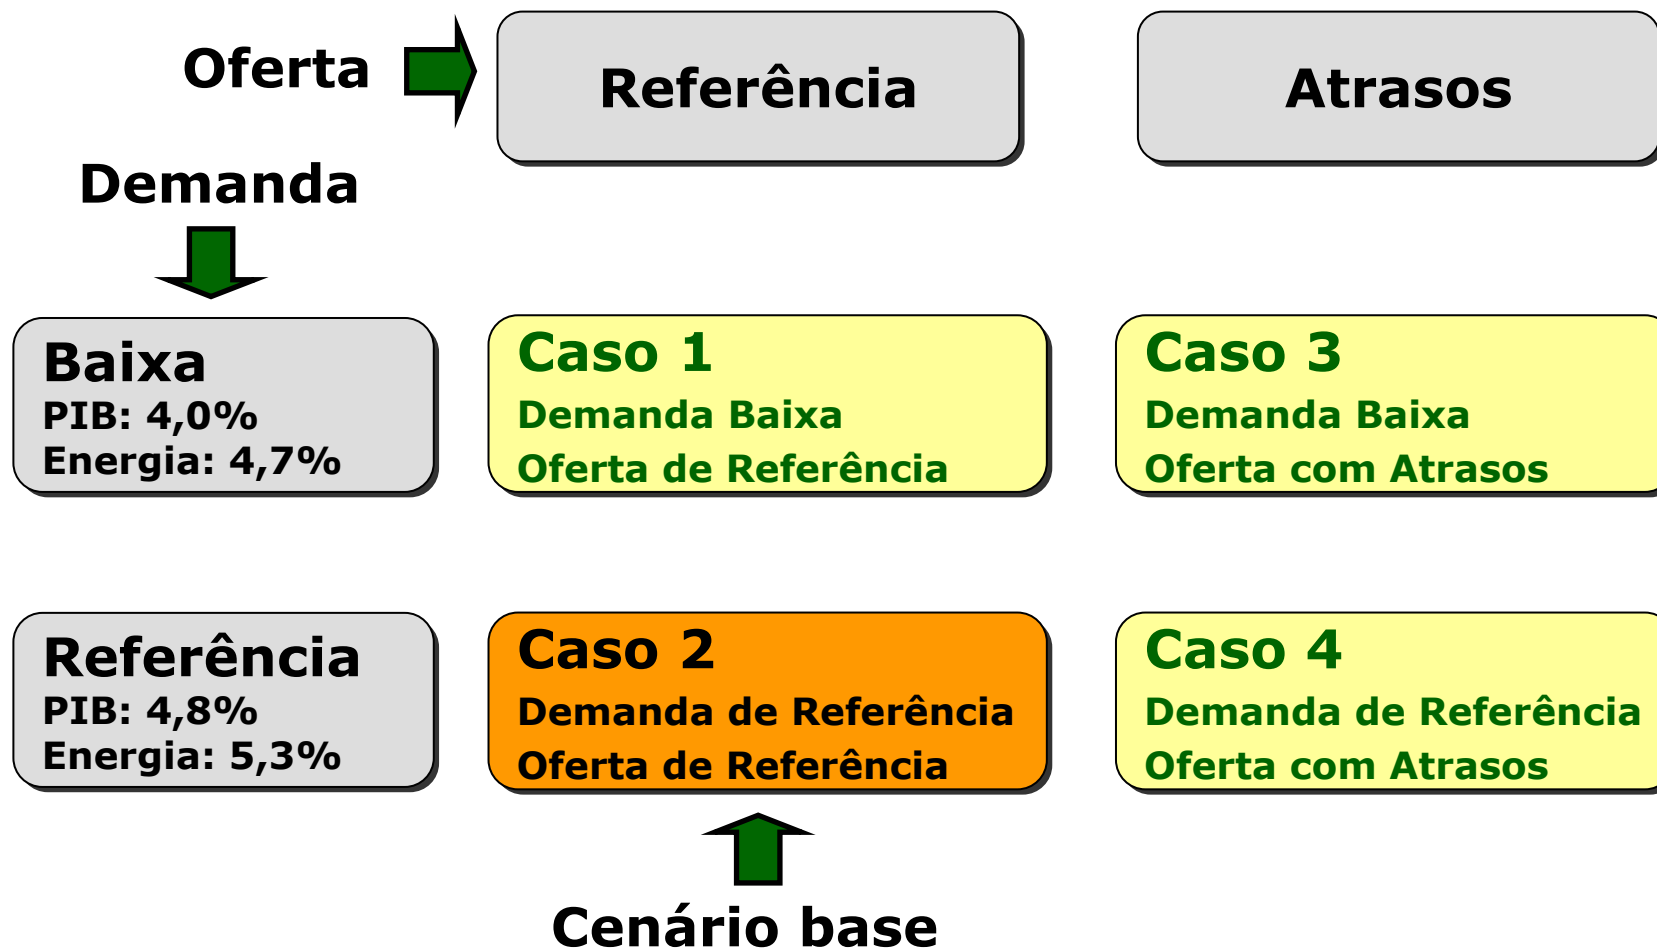 Oferta
Referência
Atrasos
Demanda
Baixa
PIB: 4,0%
Energia: 4,7%
Caso 1
Demanda Baixa
Oferta de Referência
Caso 3
Demanda Baixa
Oferta com Atrasos
Referência
PIB: 4,8%
Energia: 5,3%
Caso 2
Demanda de Referência
Oferta de Referência
Caso 4
Demanda de Referência
Oferta com Atrasos
Cenário base